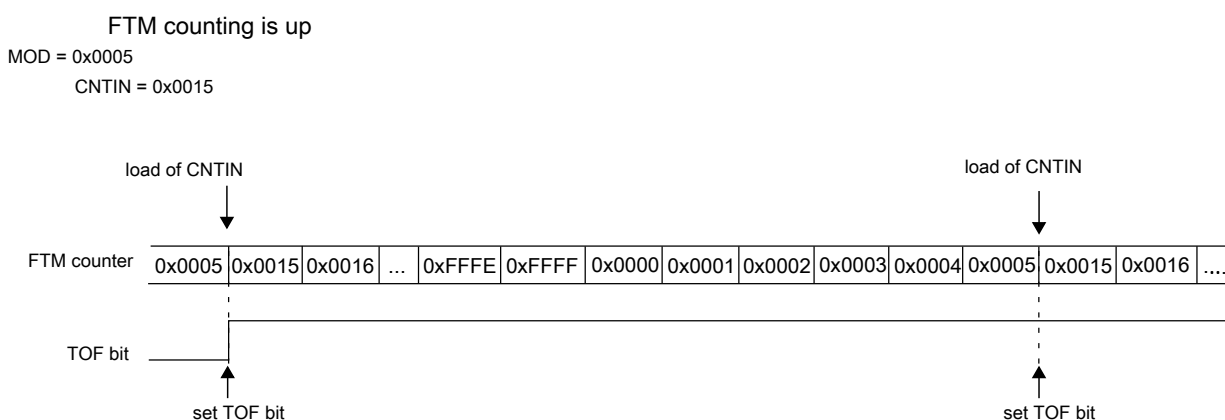 FTM counting is up
MOD = 0x0005
CNTIN = 0x0015
load of CNTIN load of CNTIN
FTM counter 0x0005 0x0015 0x0016 ... 0xFFFE 0xFFFF 0x0000 0x0001 0x0002 0x0003 0x0004 0x0005 0x0015 0x0016 ....
TOF bit
set TOF bit set TOF bit